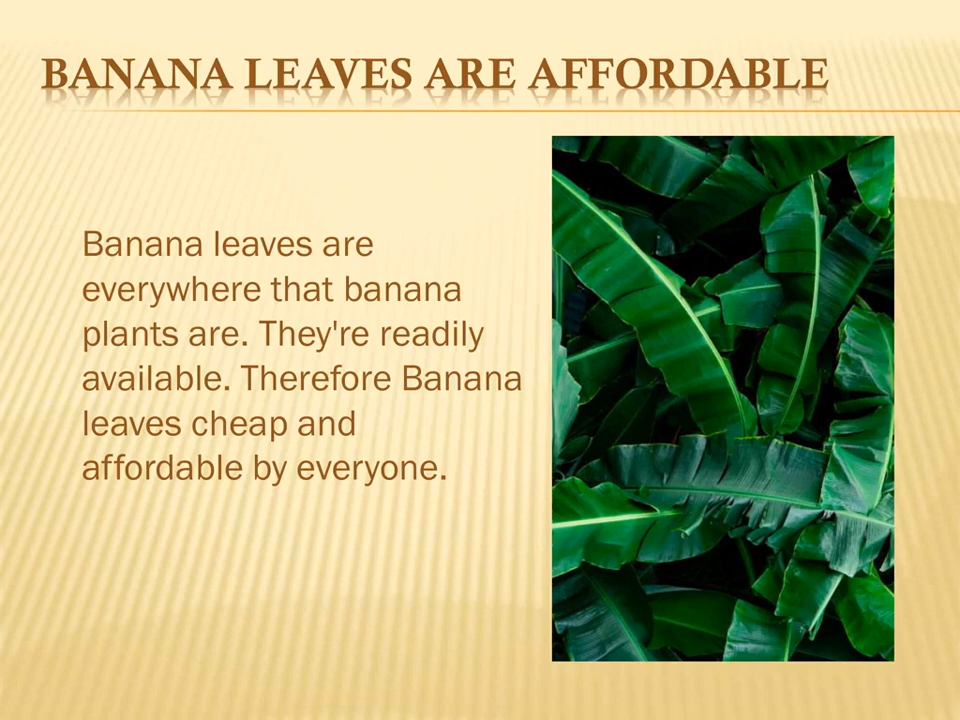 BANANA LEAVES ARE AFFORDABLE
Banana leaves are
everywhere that banana
plants are. They're readily
available. Therefore Banana
leaves cheap and
affordable by everyone.